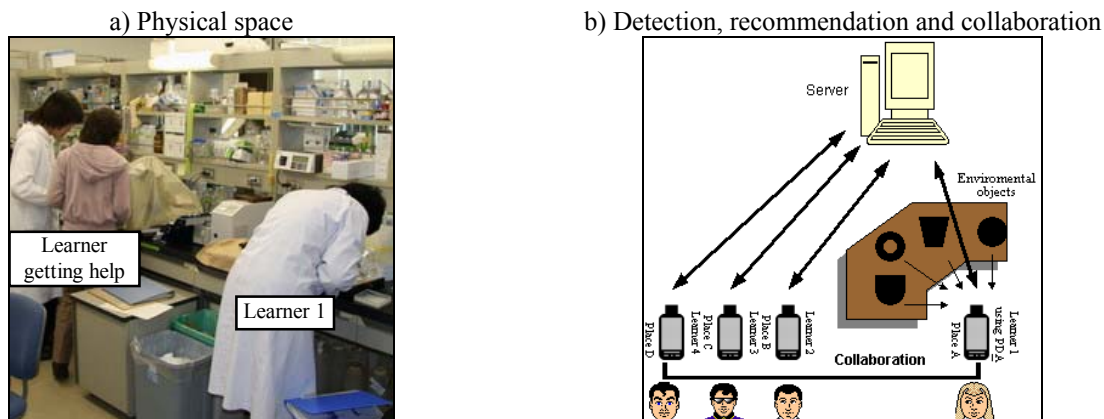 a) Physical space
b) Detection, recommendation and collaboration
Learner
getting help
Learner 1
Server
Enviromental
objects
Learner 4
Place D
Learner 3
Place C
Learner 2
Place B
Learner 1
using PDA
Place A
Collaboration